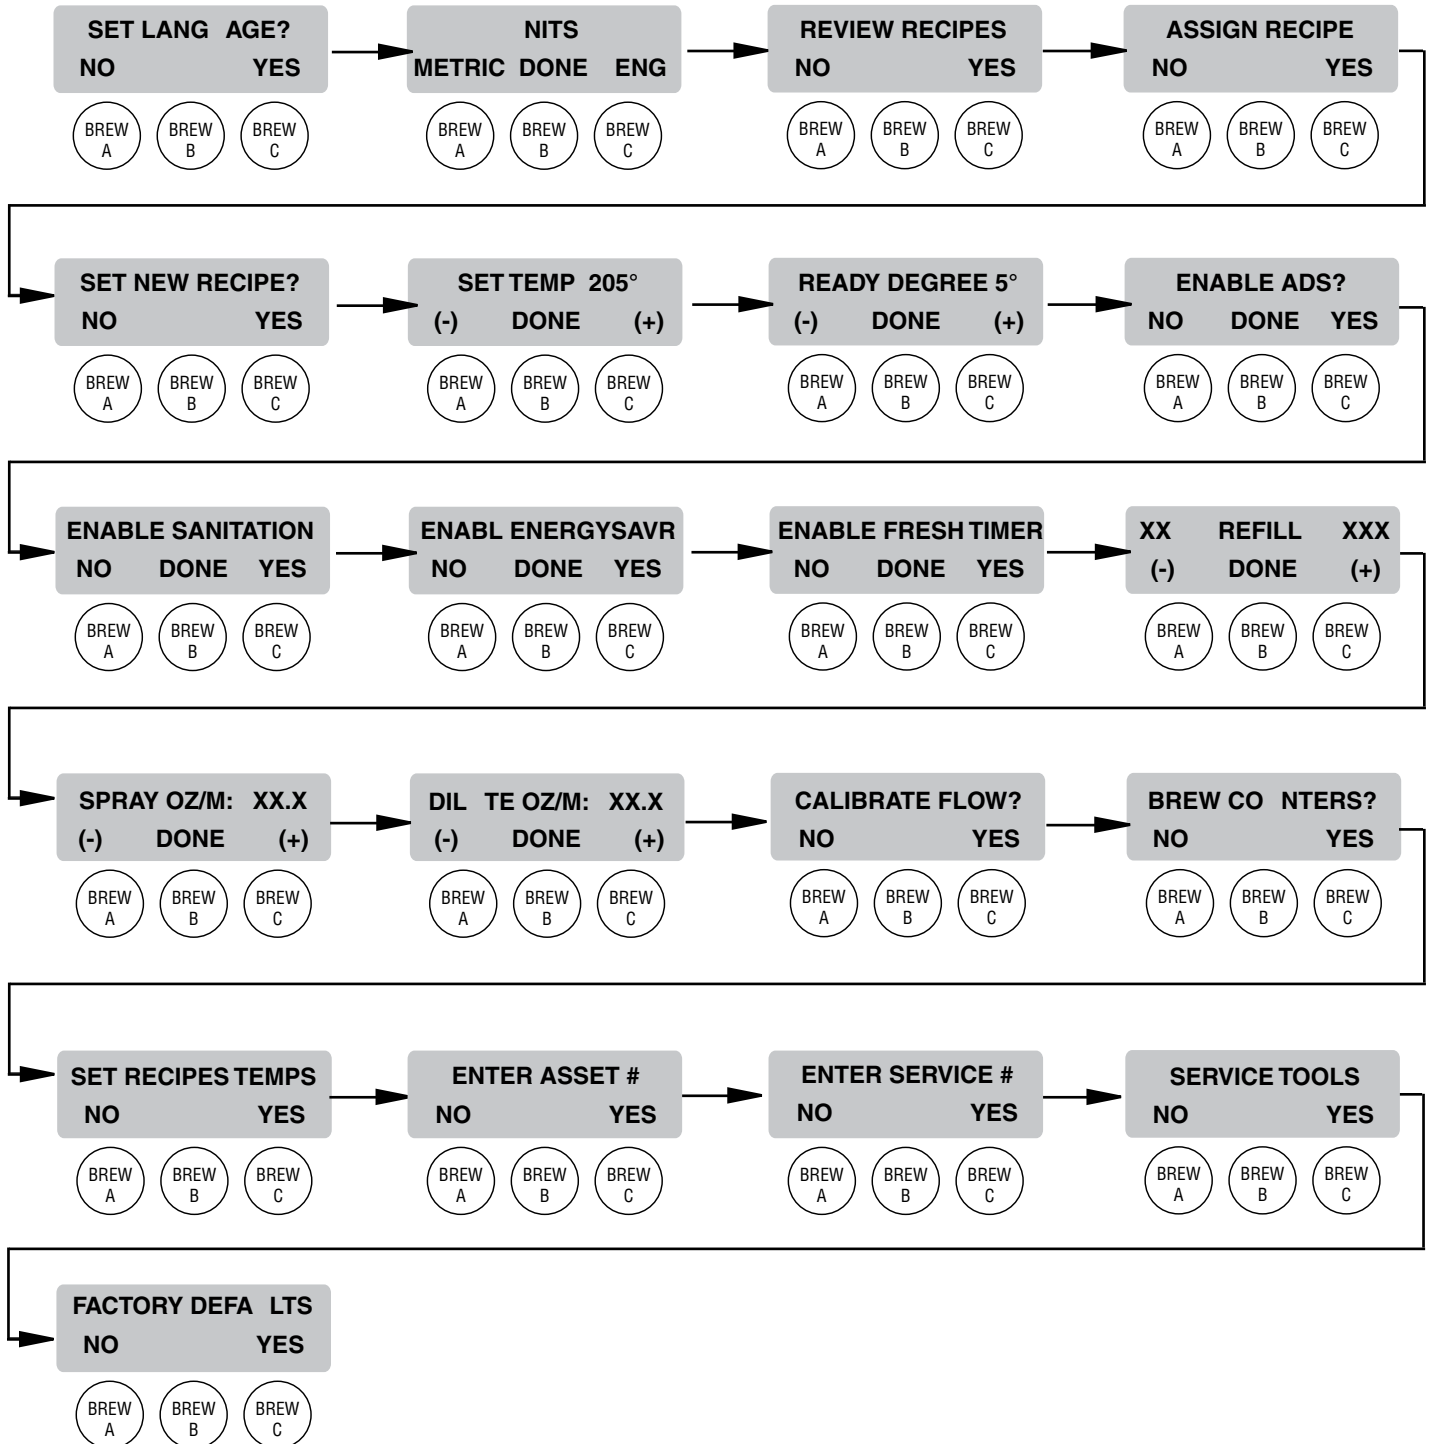 SET LANG AGE?
NO YES
BREW A BREW B BREW C
NITS
METRIC DONE ENG
BREW A BREW B BREW C
REVIEW RECIPES
NO YES
BREW A BREW B BREW C
ASSIGN RECIPE
NO YES
BREW A BREW B BREW C
SET NEW RECIPE?
NO YES
BREW A BREW B BREW C
SET TEMP 205°
(-) DONE (+)
BREW A BREW B BREW C
READY DEGREE 5°
(-) DONE (+)
BREW A BREW B BREW C
ENABLE ADS?
NO DONE YES
BREW A BREW B BREW C
ENABLE SANITATION
NO DONE YES
BREW A BREW B BREW C
ENABL ENERGYSAVR
NO DONE YES
BREW A BREW B BREW C
ENABLE FRESH TIMER
NO DONE YES
BREW A BREW B BREW C
XX REFILL XXX
(-) DONE (+)
BREW A BREW B BREW C
SPRAY OZ/M: XX.X
(-) DONE (+)
BREW A BREW B BREW C
DIL TE OZ/M: XX.X
(-) DONE (+)
BREW A BREW B BREW C
CALIBRATE FLOW?
NO YES
BREW A BREW B BREW C
BREW CO NTERS?
NO YES
BREW A BREW B BREW C
SET RECIPES TEMPS
NO YES
BREW A BREW B BREW C
ENTER ASSET #
NO YES
BREW A BREW B BREW C
ENTER SERVICE #
NO YES
BREW A BREW B BREW C
SERVICE TOOLS
NO YES
BREW A BREW B BREW C
FACTORY DEFA LTS
NO YES
BREW A BREW B BREW C